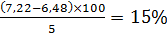 (7,22−6,48)×100
5
= 15%